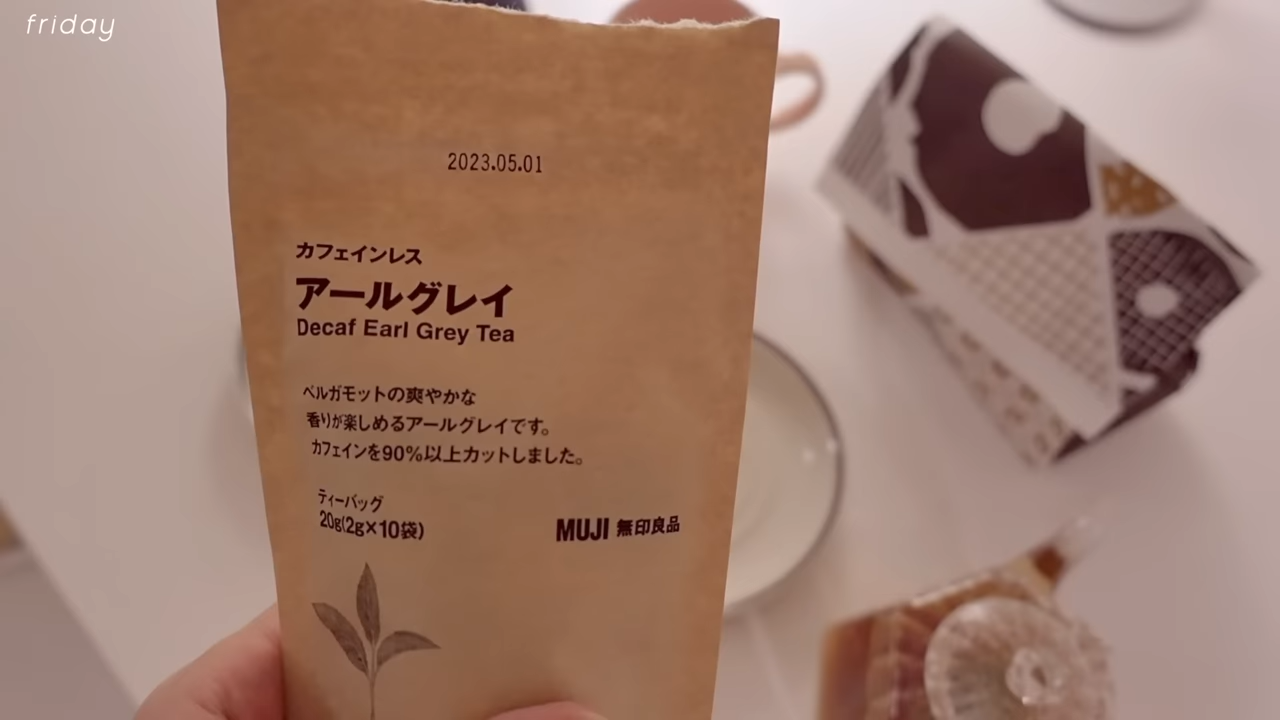 friday
2023.05.01
カフェインレス
アールグレイ
Decaf Earl Grey Tea
ベルガモットの爽やかな
香りが楽しめるアールグレイです。
カフェインを90%以上カットしました。
ティーバッグ
20g(2g×10袋)
MUJI 無印良品